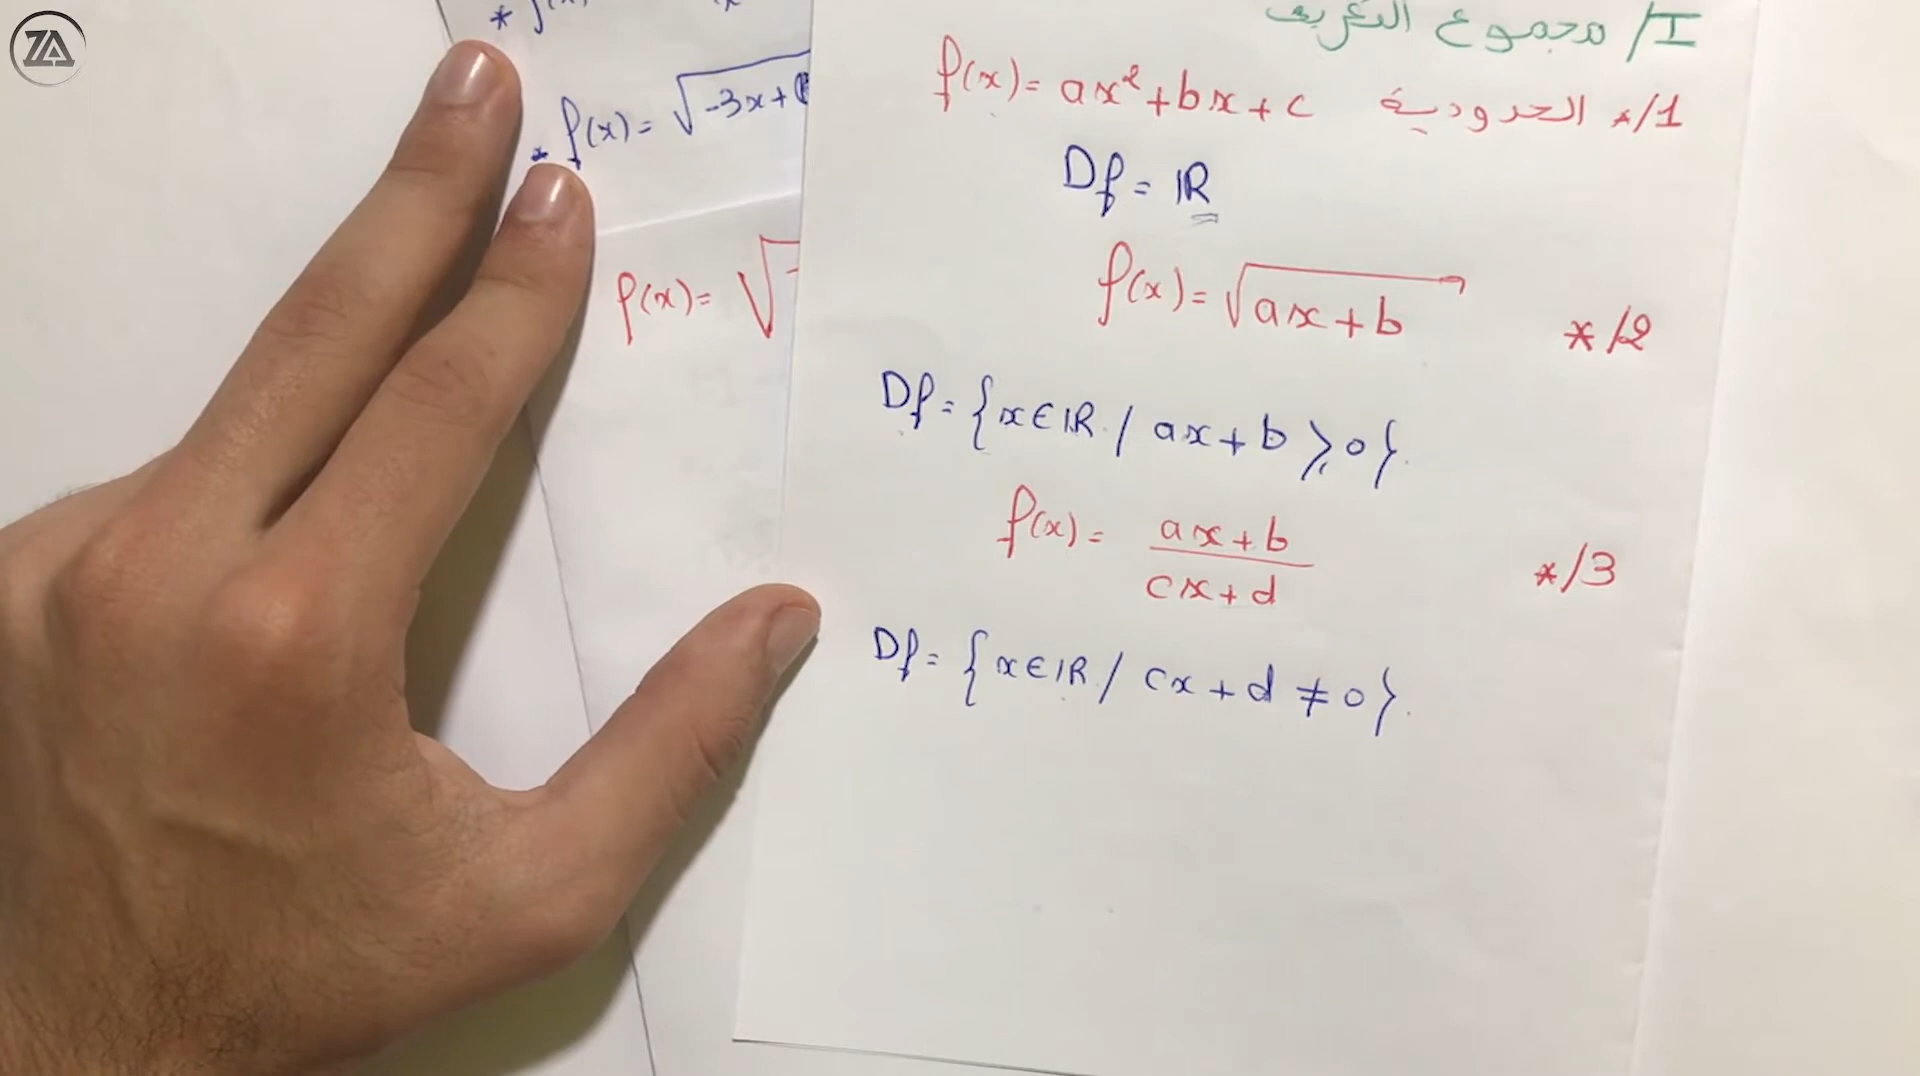 I/ مجموع التعريف
1/* الحدودية f(x) = ax² + bx + c
Df = ℝ
2/* f(x) = √ax + b
Df = {x ∈ ℝ / ax + b ⩾ 0}.
3/* f(x) = (ax + b)/(cx + d)
Df = {x ∈ ℝ / cx + d ≠ 0}.
* f(x) = √-3x +
f(x) = √
ZA